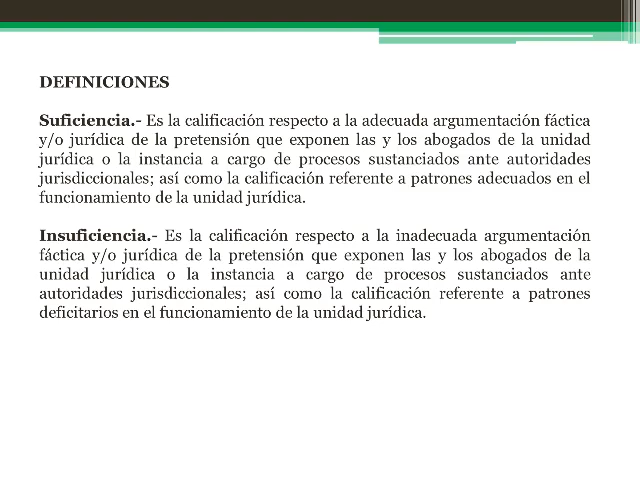 DEFINICIONES
Suficiencia.- Es la calificación respecto a la adecuada argumentación fáctica
y/o jurídica de la pretensión que exponen las y los abogados de la unidad
jurídica o la instancia a cargo de procesos sustanciados ante autoridades
jurisdiccionales; así como la calificación referente a patrones adecuados en el
funcionamiento de la unidad jurídica.
Insuficiencia.- Es la calificación respecto a la inadecuada argumentación
fáctica y/o jurídica de la pretensión que exponen las y los abogados de la
unidad jurídica o la instancia a cargo de procesos sustanciados ante
autoridades jurisdiccionales; así como la calificación referente a patrones
deficitarios en el funcionamiento de la unidad jurídica.